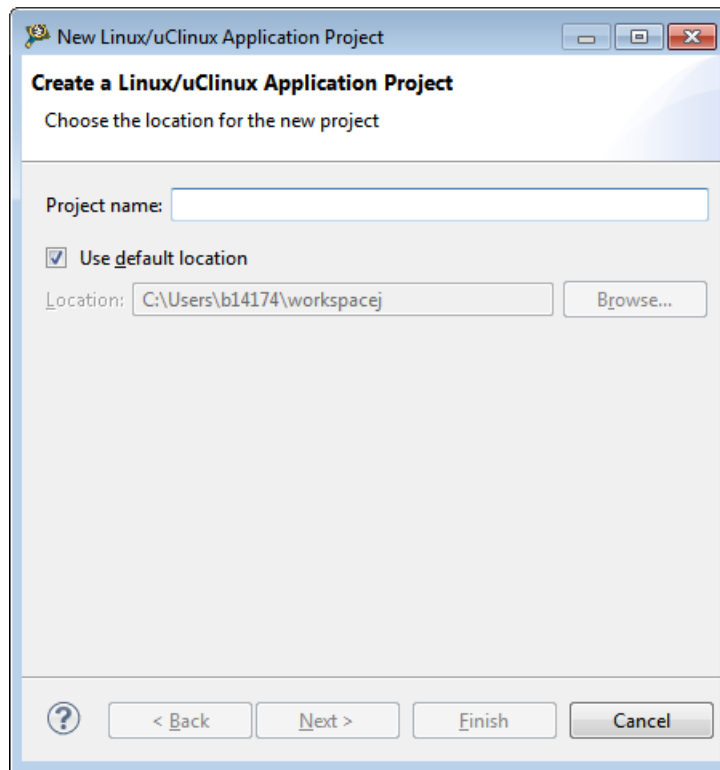 New Linux/uClinux Application Project
Create a Linux/uClinux Application Project
Choose the location for the new project
Project name:
Use default location
Location: C:\Users\b14174\workspacej Browse...
? < Back Next > Finish Cancel